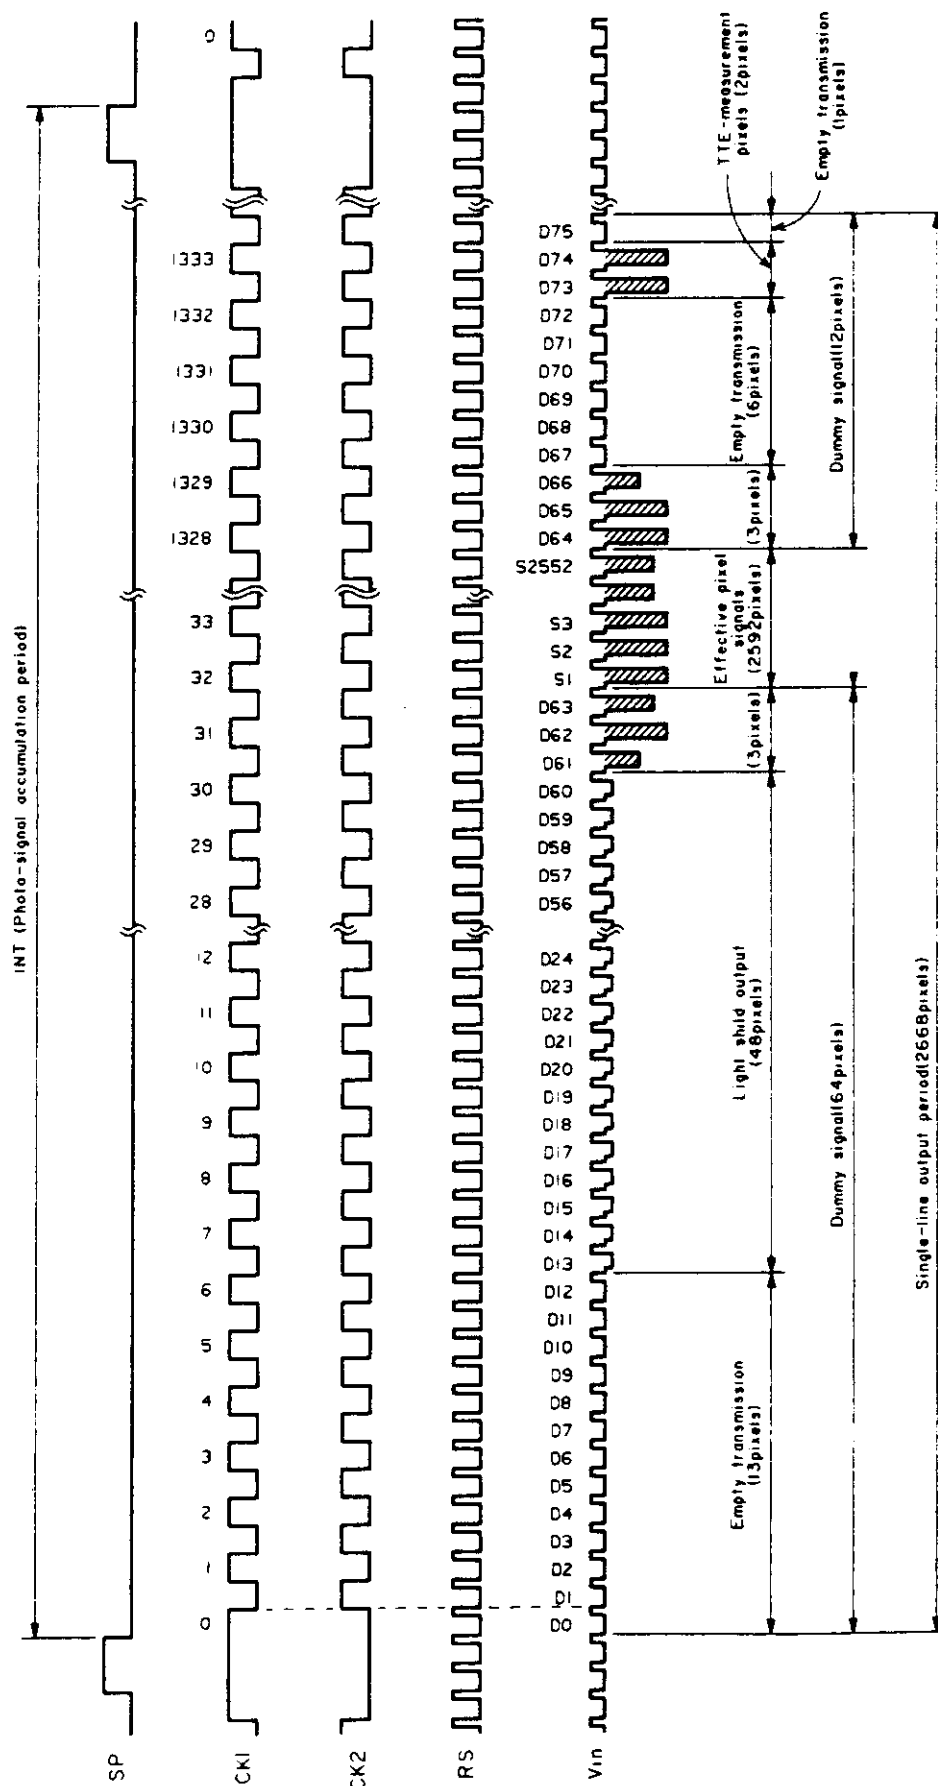 INT (Photo-signal accumulation period)
SP
CK1
0
1
2
3
4
5
6
7
8
9
10
11
12
28
29
30
31
32
33
1328
1329
1330
1331
1332
1333
0
CK2
RS
Vin
D0
D1
D2
D3
D4
D5
D6
D7
D8
D9
D10
D11
D12
D13
D14
D15
D16
D17
D18
D19
D20
D21
D22
D23
D24
D56
D57
D58
D59
D60
D61
D62
D63
S1
S2
S3
S2552
D64
D65
D66
D67
D68
D69
D70
D71
D72
D73
D74
D75
Empty transmission
(13pixels)
Light shild output
(48pixels)
(3pixels)
Effective pixel
signals
(2592pixels)
(3pixels)
Empty transmission
(6pixels)
TTE-measurement
pixels (2pixels)
Empty transmission
(1pixels)
Dummy signal(64pixels)
Dummy signal(12pixels)
Single-line output period(2668pixels)